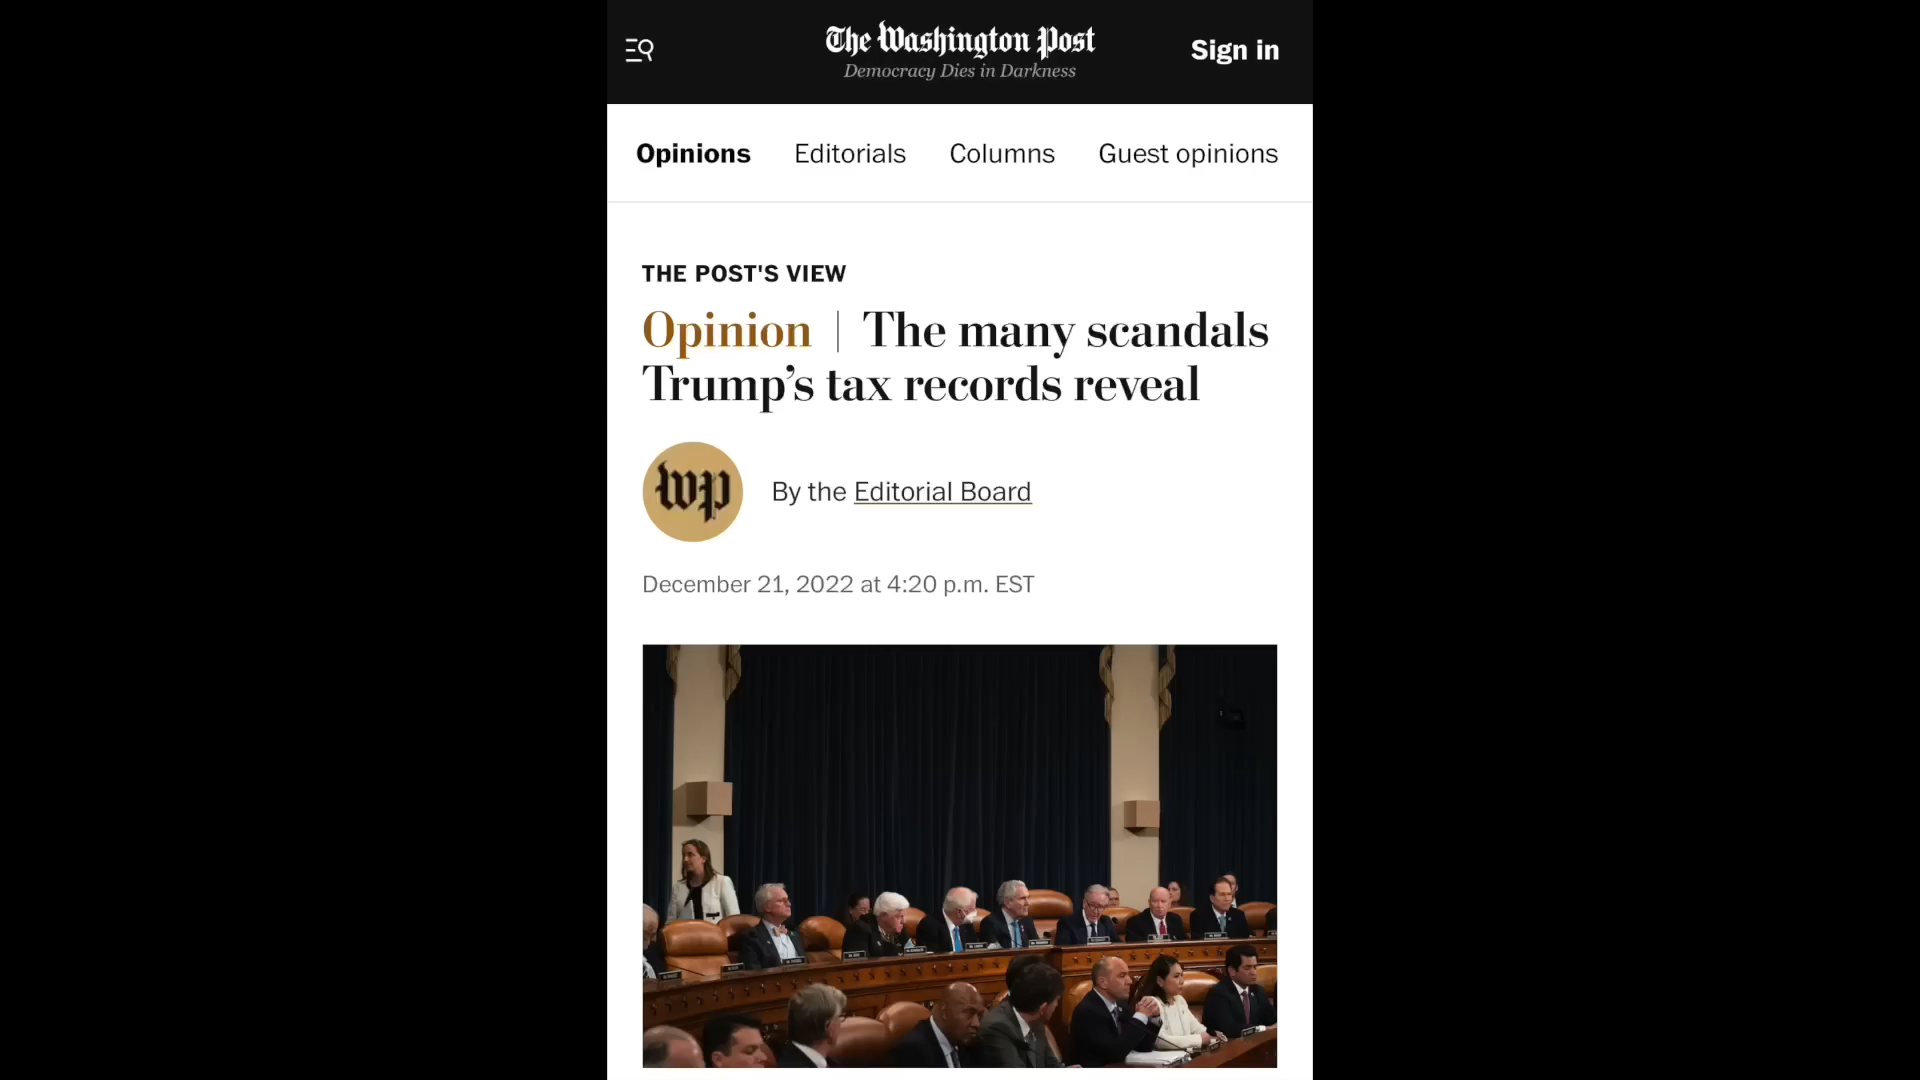 The Washington Post
Democracy Dies in Darkness
Sign in
Opinions Editorials Columns Guest opinions
THE POST'S VIEW
Opinion | The many scandals
Trump’s tax records reveal
wp
By the Editorial Board
December 21, 2022 at 4:20 p.m. EST